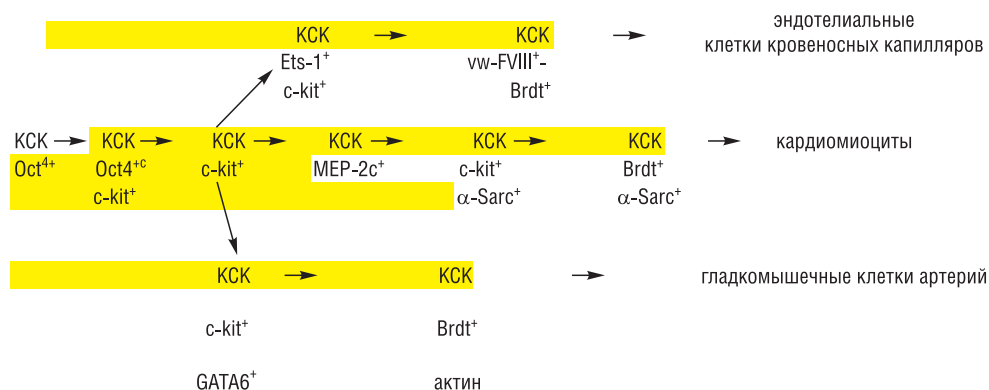 КСК → КСК → эндотелиальные
клетки кровеносных капилляров
Ets-1⁺ vw-FVIII⁺-
c-kit⁺ Brdt⁺
КСК → КСК → КСК → КСК → КСК → КСК → кардиомиоциты
Oct⁴⁺ Oct4⁺ᶜ c-kit⁺ MEP-2c⁺ c-kit⁺ Brdt⁺
c-kit⁺ α-Sarc⁺ α-Sarc⁺
КСК → КСК → гладкомышечные клетки артерий
c-kit⁺ Brdt⁺
GATA6⁺ актин